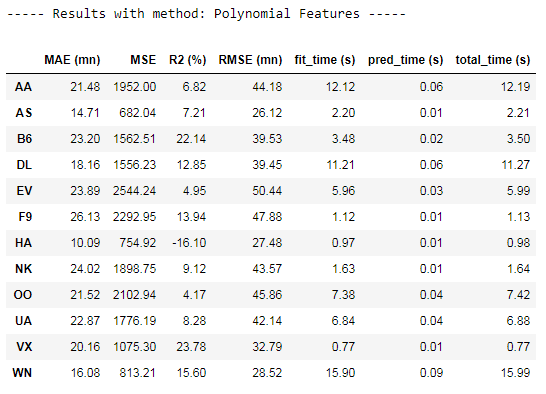 ----- Results with method: Polynomial Features -----
MAE (mn) MSE R2 (%) RMSE (mn) fit_time (s) pred_time (s) total_time (s)
AA 21.48 1952.00 6.82 44.18 12.12 0.06 12.19
AS 14.71 682.04 7.21 26.12 2.20 0.01 2.21
B6 23.20 1562.51 22.14 39.53 3.48 0.02 3.50
DL 18.16 1556.23 12.85 39.45 11.21 0.06 11.27
EV 23.89 2544.24 4.95 50.44 5.96 0.03 5.99
F9 26.13 2292.95 13.94 47.88 1.12 0.01 1.13
HA 10.09 754.92 -16.10 27.48 0.97 0.01 0.98
NK 24.02 1898.75 9.12 43.57 1.63 0.01 1.64
OO 21.52 2102.94 4.17 45.86 7.38 0.04 7.42
UA 22.87 1776.19 8.28 42.14 6.84 0.04 6.88
VX 20.16 1075.30 23.78 32.79 0.77 0.01 0.77
WN 16.08 813.21 15.60 28.52 15.90 0.09 15.99